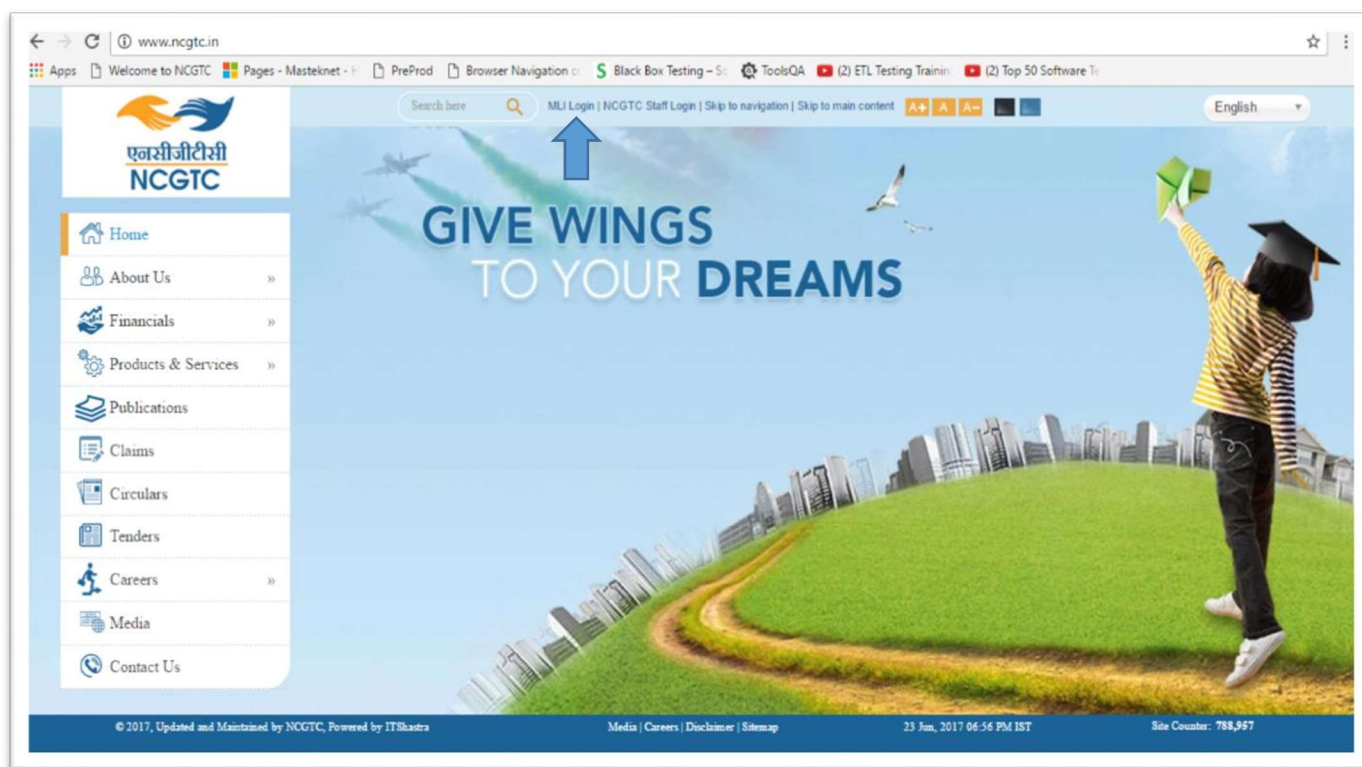 www.ncgtc.in
Apps Welcome to NCGTC Pages - Masteknet - H PreProd Browser Navigation co Black Box Testing – So ToolsQA (2) ETL Testing Trainin (2) Top 50 Software Te
Search here MLI Login | NCGTC Staff Login | Skip to navigation | Skip to main content A+ A A- English
एनसीजीटीसी
NCGTC
GIVE WINGS
TO YOUR DREAMS
Home
About Us »
Financials »
Products & Services »
Publications
Claims
Circulars
Tenders
Careers »
Media
Contact Us
© 2017, Updated and Maintained by NCGTC, Powered by ITShastra Media | Careers | Disclaimer | Sitemap 23 Jun, 2017 06:56 PM IST Site Counter: 788,957